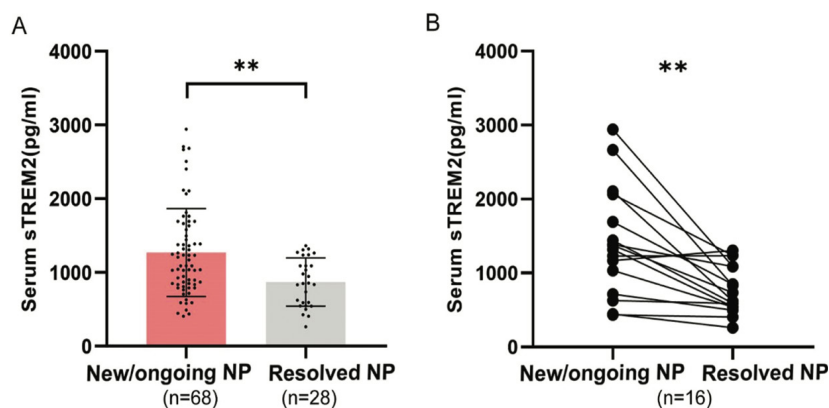 A
Serum sTREM2(pg/ml)
4000
3000
2000
1000
0
**
New/ongoing NP
(n=68)
Resolved NP
(n=28)
B
Serum sTREM2(pg/ml)
4000
3000
2000
1000
0
**
New/ongoing NP
Resolved NP
(n=16)